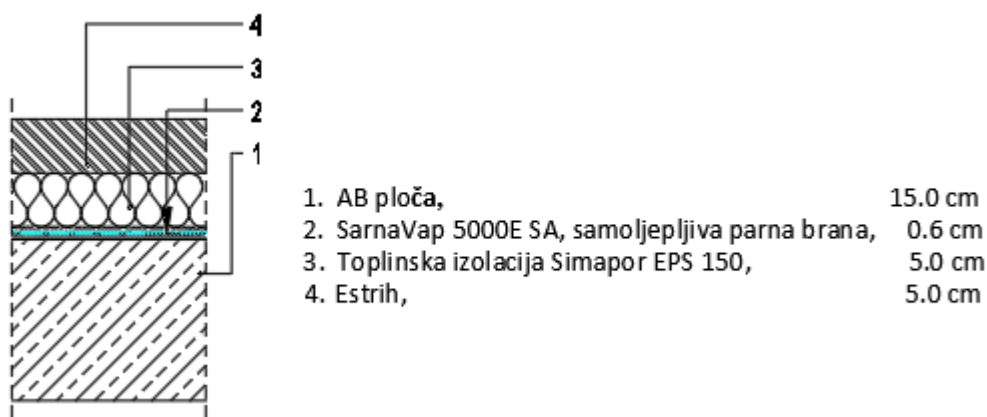 4
3
2
1
1. AB ploča, 15.0 cm
2. SarnaVap 5000E SA, samoljepljiva parna brana, 0.6 cm
3. Toplinska izolacija Simapor EPS 150, 5.0 cm
4. Estrih, 5.0 cm